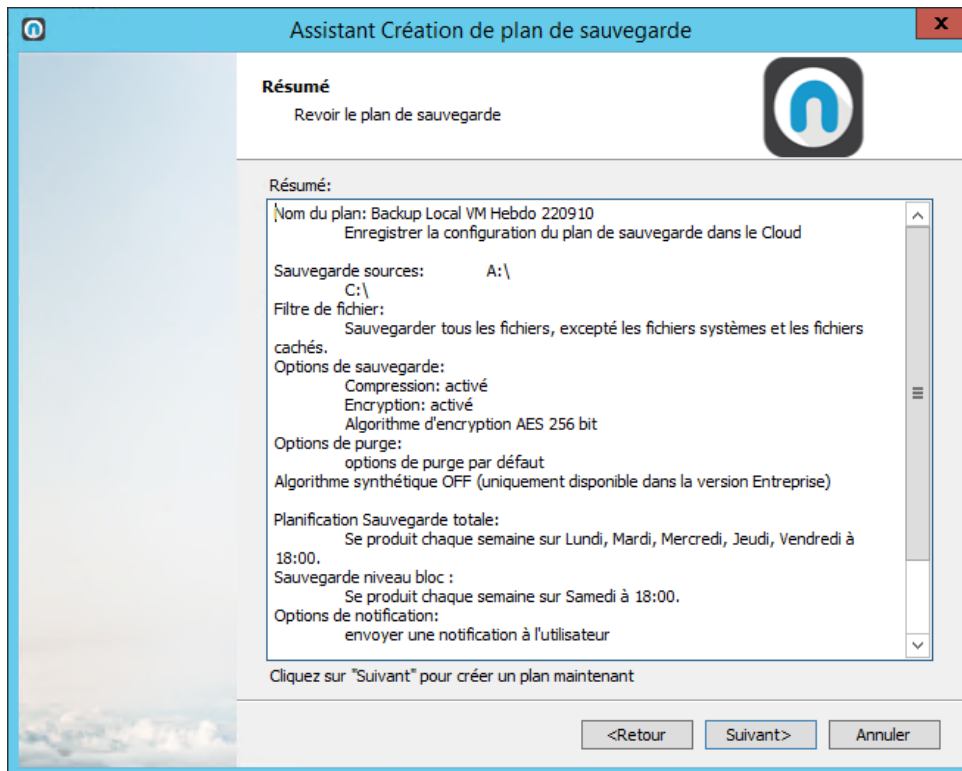 Assistant Création de plan de sauvegarde
x
Résumé
Revoir le plan de sauvegarde
n
Résumé:
Nom du plan: Backup Local VM Hebdo 220910
Enregistrer la configuration du plan de sauvegarde dans le Cloud
Sauvegarde sources: A:\
C:\
Filtre de fichier:
Sauvegarder tous les fichiers, excepté les fichiers systèmes et les fichiers
cachés.
Options de sauvegarde:
Compression: activé
Encryption: activé
Algorithme d'encryption AES 256 bit
Options de purge:
options de purge par défaut
Algorithme synthétique OFF (uniquement disponible dans la version Entreprise)
Planification Sauvegarde totale:
Se produit chaque semaine sur Lundi, Mardi, Mercredi, Jeudi, Vendredi à
18:00.
Sauvegarde niveau bloc :
Se produit chaque semaine sur Samedi à 18:00.
Options de notification:
envoyer une notification à l'utilisateur
Cliquez sur "Suivant" pour créer un plan maintenant
<Retour
Suivant>
Annuler